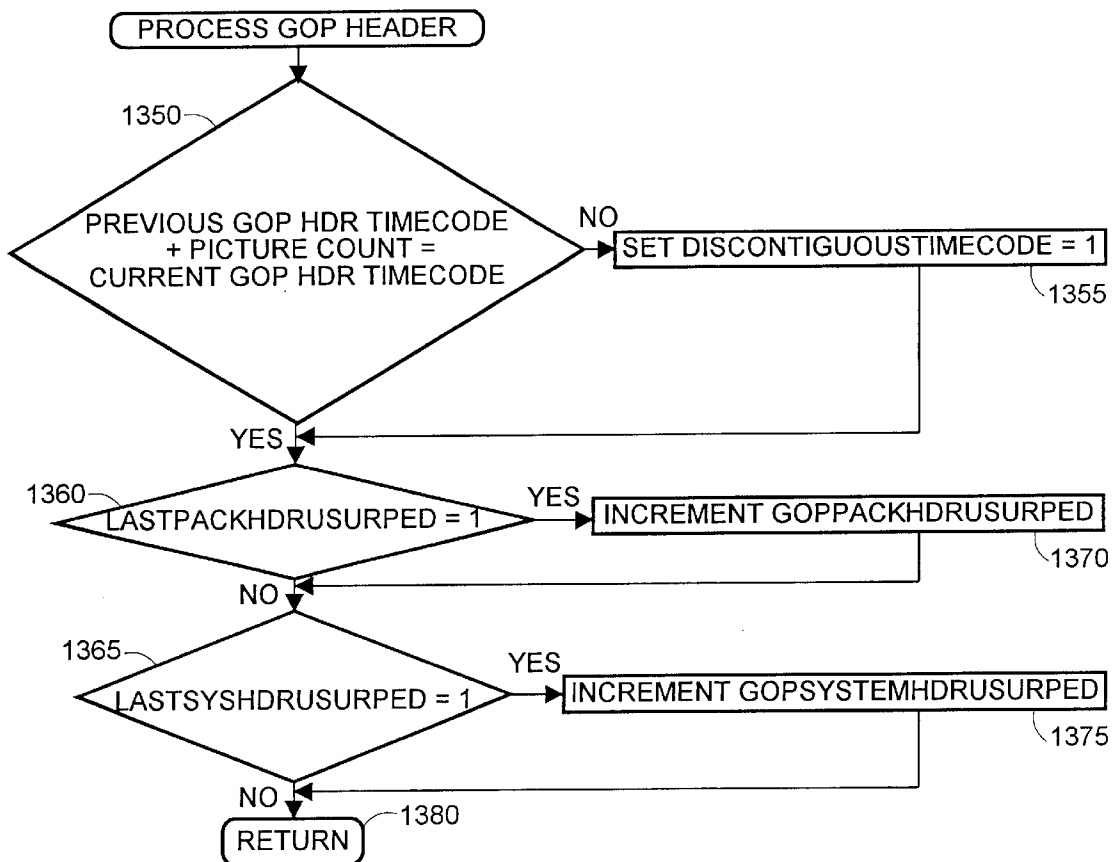 PROCESS GOP HEADER
1350
PREVIOUS GOP HDR TIMECODE
+ PICTURE COUNT =
CURRENT GOP HDR TIMECODE
NO
SET DISCONTIGUOUSTIMECODE = 1
1355
YES
1360
LASTPACKHDRUSURPED = 1
YES
INCREMENT GOPPACKHDRUSURPED
1370
NO
1365
LASTSYSHDRUSURPED = 1
YES
INCREMENT GOPSYSTEMHDRUSURPED
1375
NO
1380
RETURN